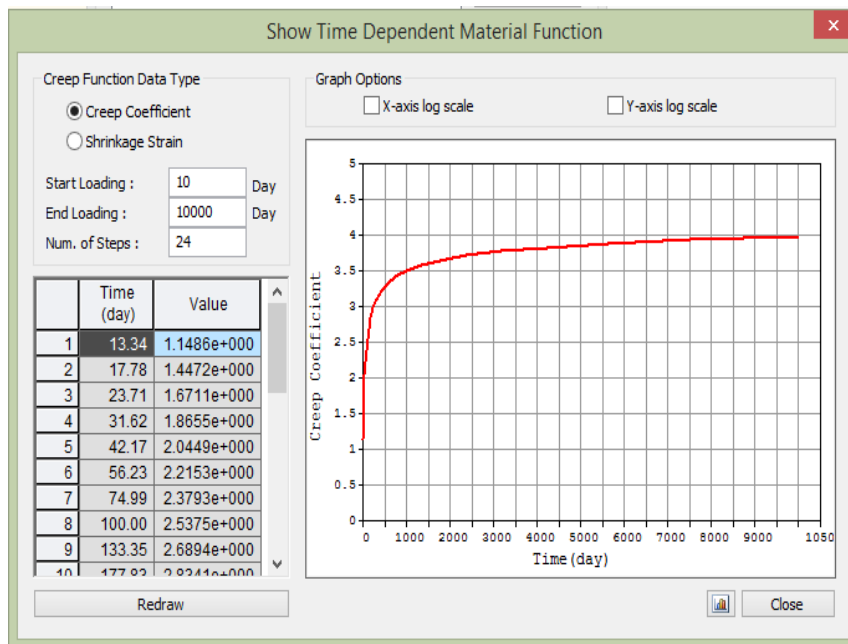 Show Time Dependent Material Function
x
Creep Function Data Type
Creep Coefficient
Shrinkage Strain
Start Loading : 10 Day
End Loading : 10000 Day
Num. of Steps : 24
Time (day) Value
1 13.34 1.1486e+000
2 17.78 1.4472e+000
3 23.71 1.6711e+000
4 31.62 1.8655e+000
5 42.17 2.0449e+000
6 56.23 2.2153e+000
7 74.99 2.3793e+000
8 100.00 2.5375e+000
9 133.35 2.6894e+000
10 177.83 2.8341e+000
Redraw
Graph Options
X-axis log scale Y-axis log scale
5
4.5
4
3.5
3
2.5
2
1.5
1
0.5
0
Creep Coefficient
0 1000 2000 3000 4000 5000 6000 7000 8000 9000 1050
Time(day)
Close